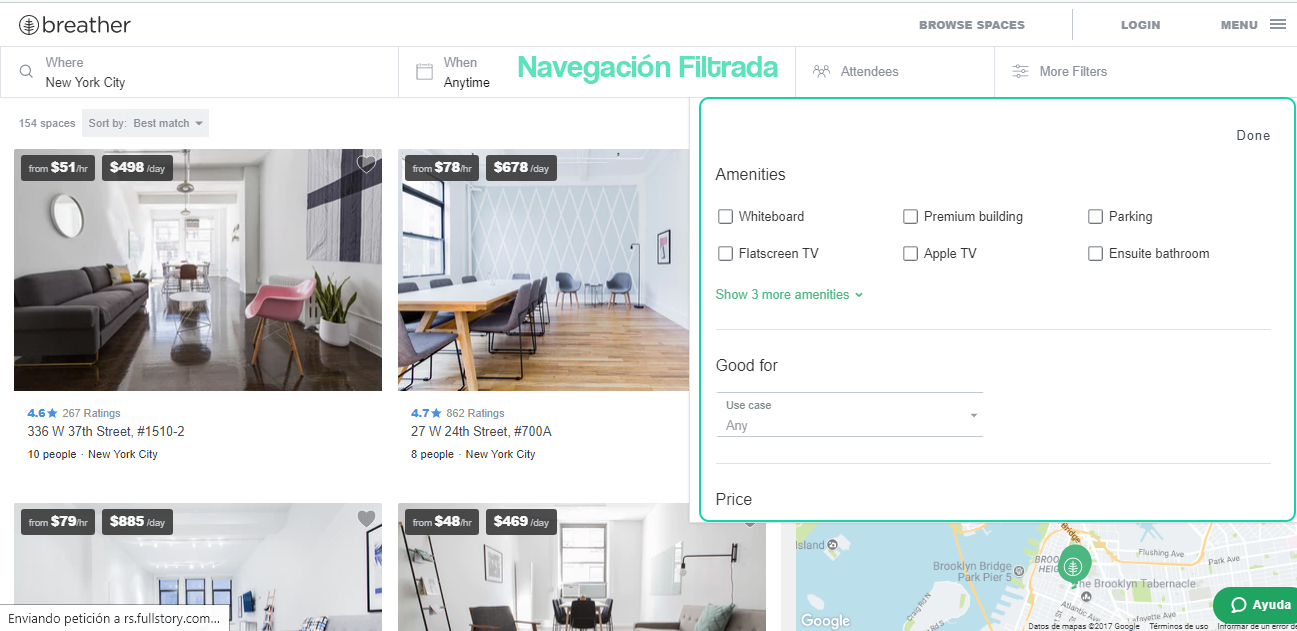 breather
BROWSE SPACES
LOGIN
MENU
Where
New York City
When
Anytime
Navegación Filtrada
Attendees
More Filters
154 spaces
Sort by: Best match
Done
from $51/hr
$498 /day
from $78/hr
$678 /day
Amenities
Whiteboard
Premium building
Parking
Flatscreen TV
Apple TV
Ensuite bathroom
Show 3 more amenities
Good for
Use case
Any
Price
4.6★ 267 Ratings
336 W 37th Street, #1510-2
10 people · New York City
4.7★ 862 Ratings
27 W 24th Street, #700A
8 people · New York City
from $79/hr
$885 /day
from $48/hr
$469 /day
Island
Bridge
Flushing Ave
Park Ave
Brooklyn Bridge
Park Pier 5
BROO
HEIG
The Brooklyn Tabernacle
Atlantic Ave
Lafayette Ave
Craig Rd N
Google
Datos de mapas ©2017 Google
Términos de uso
Informar de un error de
Ayuda
Enviando petición a rs.fullstory.com...